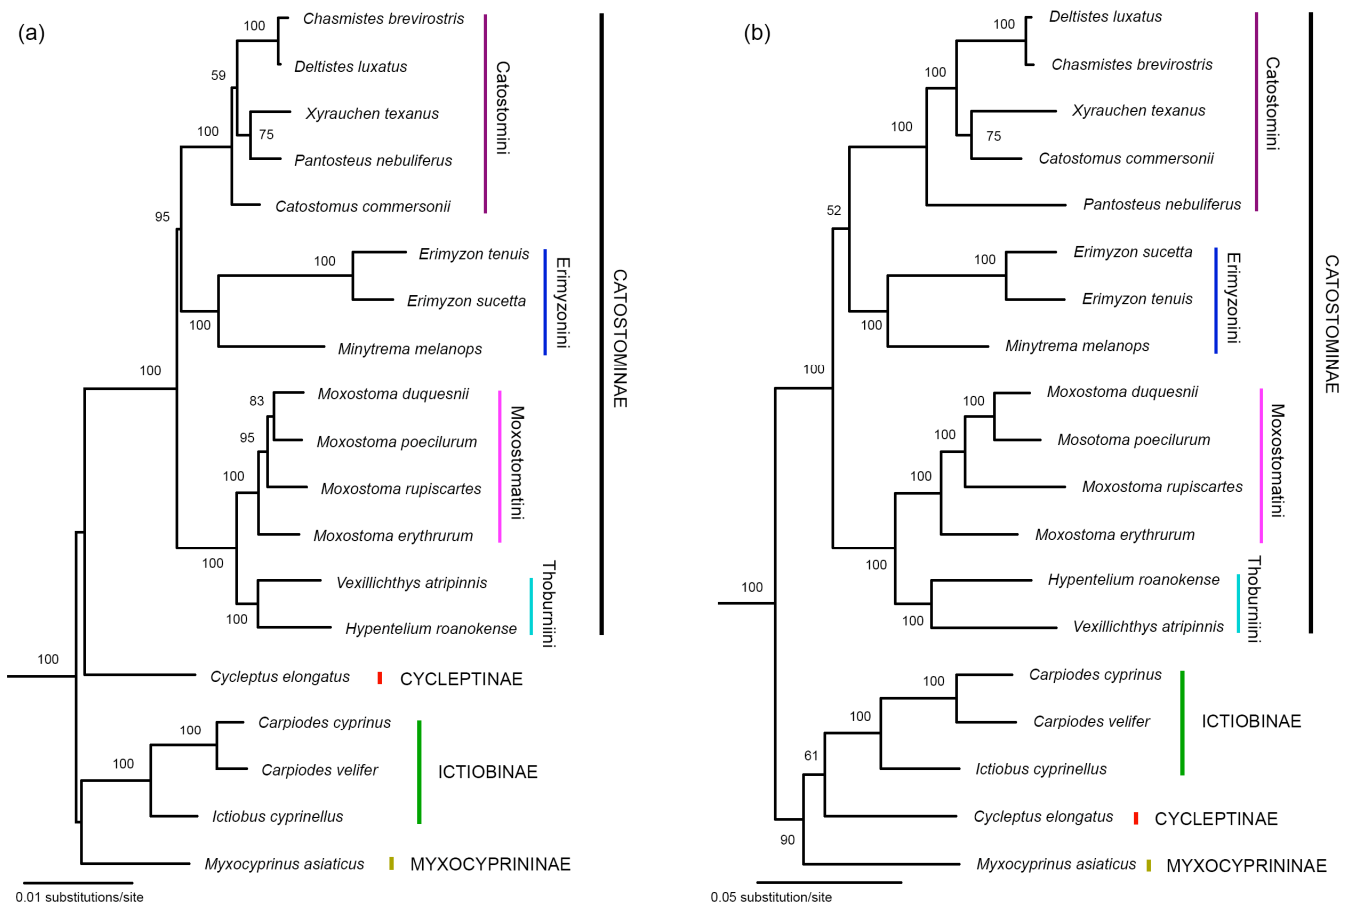 (a)
100
Chasmistes brevirostris
Deltistes luxatus
59
Xyrauchen texanus
75
100
Pantosteus nebuliferus
Catostomus commersonii
Catostomini
95
Erimyzon tenuis
100
Erimyzon sucetta
100
Minytrema melanops
Erimyzonini
100
Moxostoma duquesnii
83
Moxostoma poecilurum
95
Moxostoma rupiscartes
100
Moxostoma erythrurum
Moxostomatini
100
Vexillichthys atripinnis
100
Hypentelium roanokense
Thoburniini
CATOSTOMINAE
100
Cycleptus elongatus
CYCLEPTINAE
Carpiodes cyprinus
100
Carpiodes velifer
100
Ictiobus cyprinellus
ICTIOBINAE
Myxocyprinus asiaticus
MYXOCYPRININAE
0.01 substitutions/site
(b)
100
Deltistes luxatus
Chasmistes brevirostris
100
Xyrauchen texanus
75
100
Catostomus commersonii
Pantosteus nebuliferus
Catostomini
52
Erimyzon sucetta
100
Erimyzon tenuis
100
Minytrema melanops
Erimyzonini
100
Moxostoma duquesnii
100
Mosotoma poecilurum
100
Moxostoma rupiscartes
100
Moxostoma erythrurum
Moxostomatini
100
Hypentelium roanokense
100
Vexillichthys atripinnis
Thoburniini
CATOSTOMINAE
100
Carpiodes cyprinus
100
Carpiodes velifer
100
Ictiobus cyprinellus
ICTIOBINAE
61
Cycleptus elongatus
CYCLEPTINAE
90
Myxocyprinus asiaticus
MYXOCYPRININAE
0.05 substitution/site